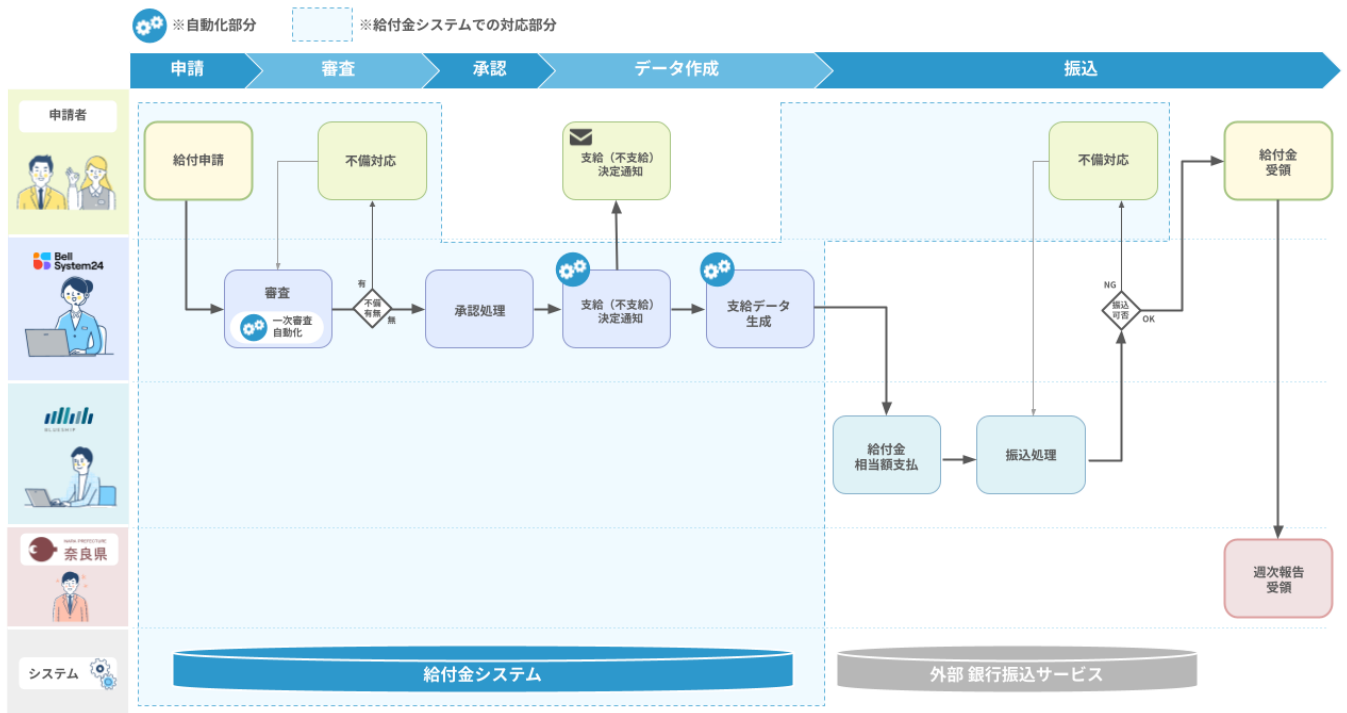 ※自動化部分
※給付金システムでの対応部分
申請
審査
承認
データ作成
振込
申請者
給付申請
不備対応
支給（不支給）
決定通知
不備対応
給付金
受領
Bell
System24
審査
一次審査
自動化
有
不備
有無
無
承認処理
支給（不支給）
決定通知
支給データ
生成
NG
振込
可否
OK
BLUESHIP
給付金
相当額支払
振込処理
NARA PREFECTURE
奈良県
週次報告
受領
システム
給付金システム
外部 銀行振込サービス